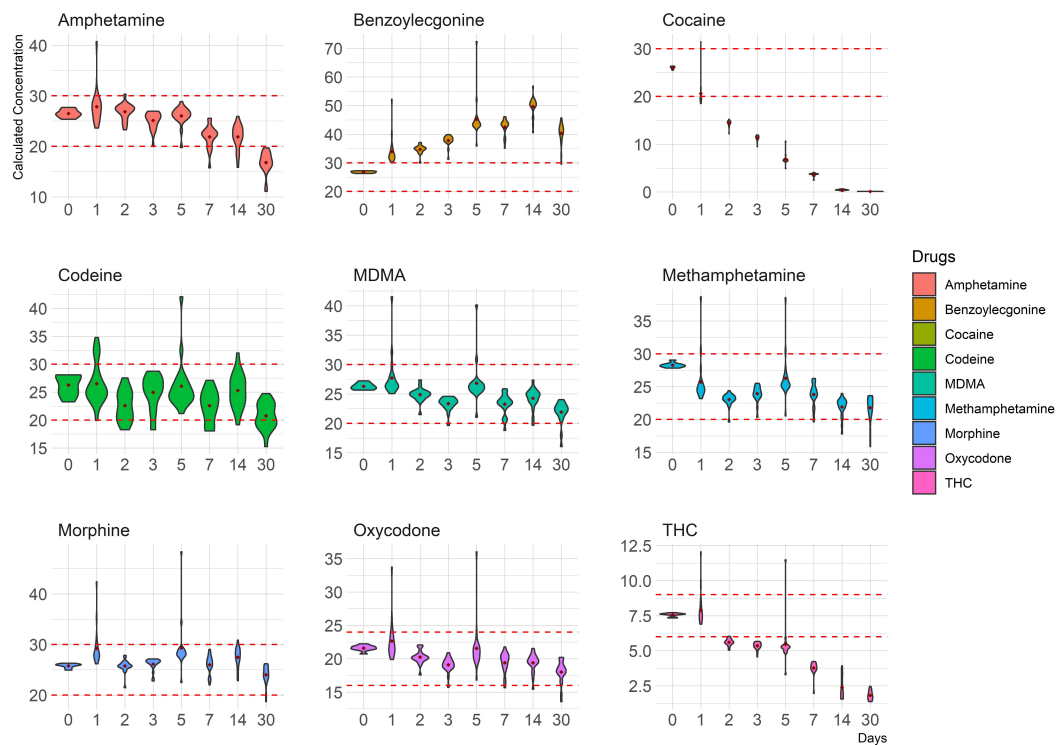 Amphetamine
Benzoylecgonine
Cocaine
Calculated Concentration
40
30
20
10
0 1 2 3 5 7 14 30
70
60
50
40
30
20
0 1 2 3 5 7 14 30
30
20
10
0
0 1 2 3 5 7 14 30
Codeine
MDMA
Methamphetamine
40
35
30
25
20
15
0 1 2 3 5 7 14 30
40
35
30
25
20
15
0 1 2 3 5 7 14 30
35
30
25
20
15
0 1 2 3 5 7 14 30
Morphine
Oxycodone
THC
40
30
20
0 1 2 3 5 7 14 30
35
30
25
20
15
0 1 2 3 5 7 14 30
12.5
10.0
7.5
5.0
2.5
0 1 2 3 5 7 14 30
Days
Drugs
Amphetamine
Benzoylecgonine
Cocaine
Codeine
MDMA
Methamphetamine
Morphine
Oxycodone
THC